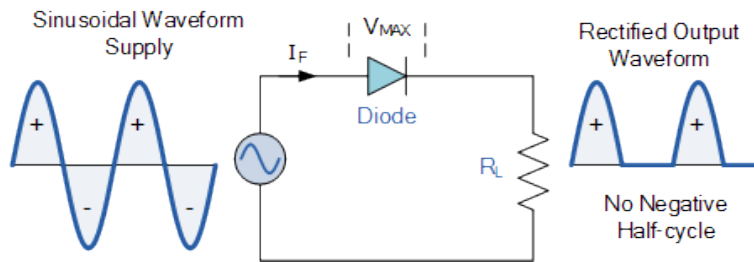 Sinusoidal Waveform
Supply
+
+
-
-
I_F
V_MAX
Diode
R_L
Rectified Output
Waveform
+
+
No Negative
Half-cycle